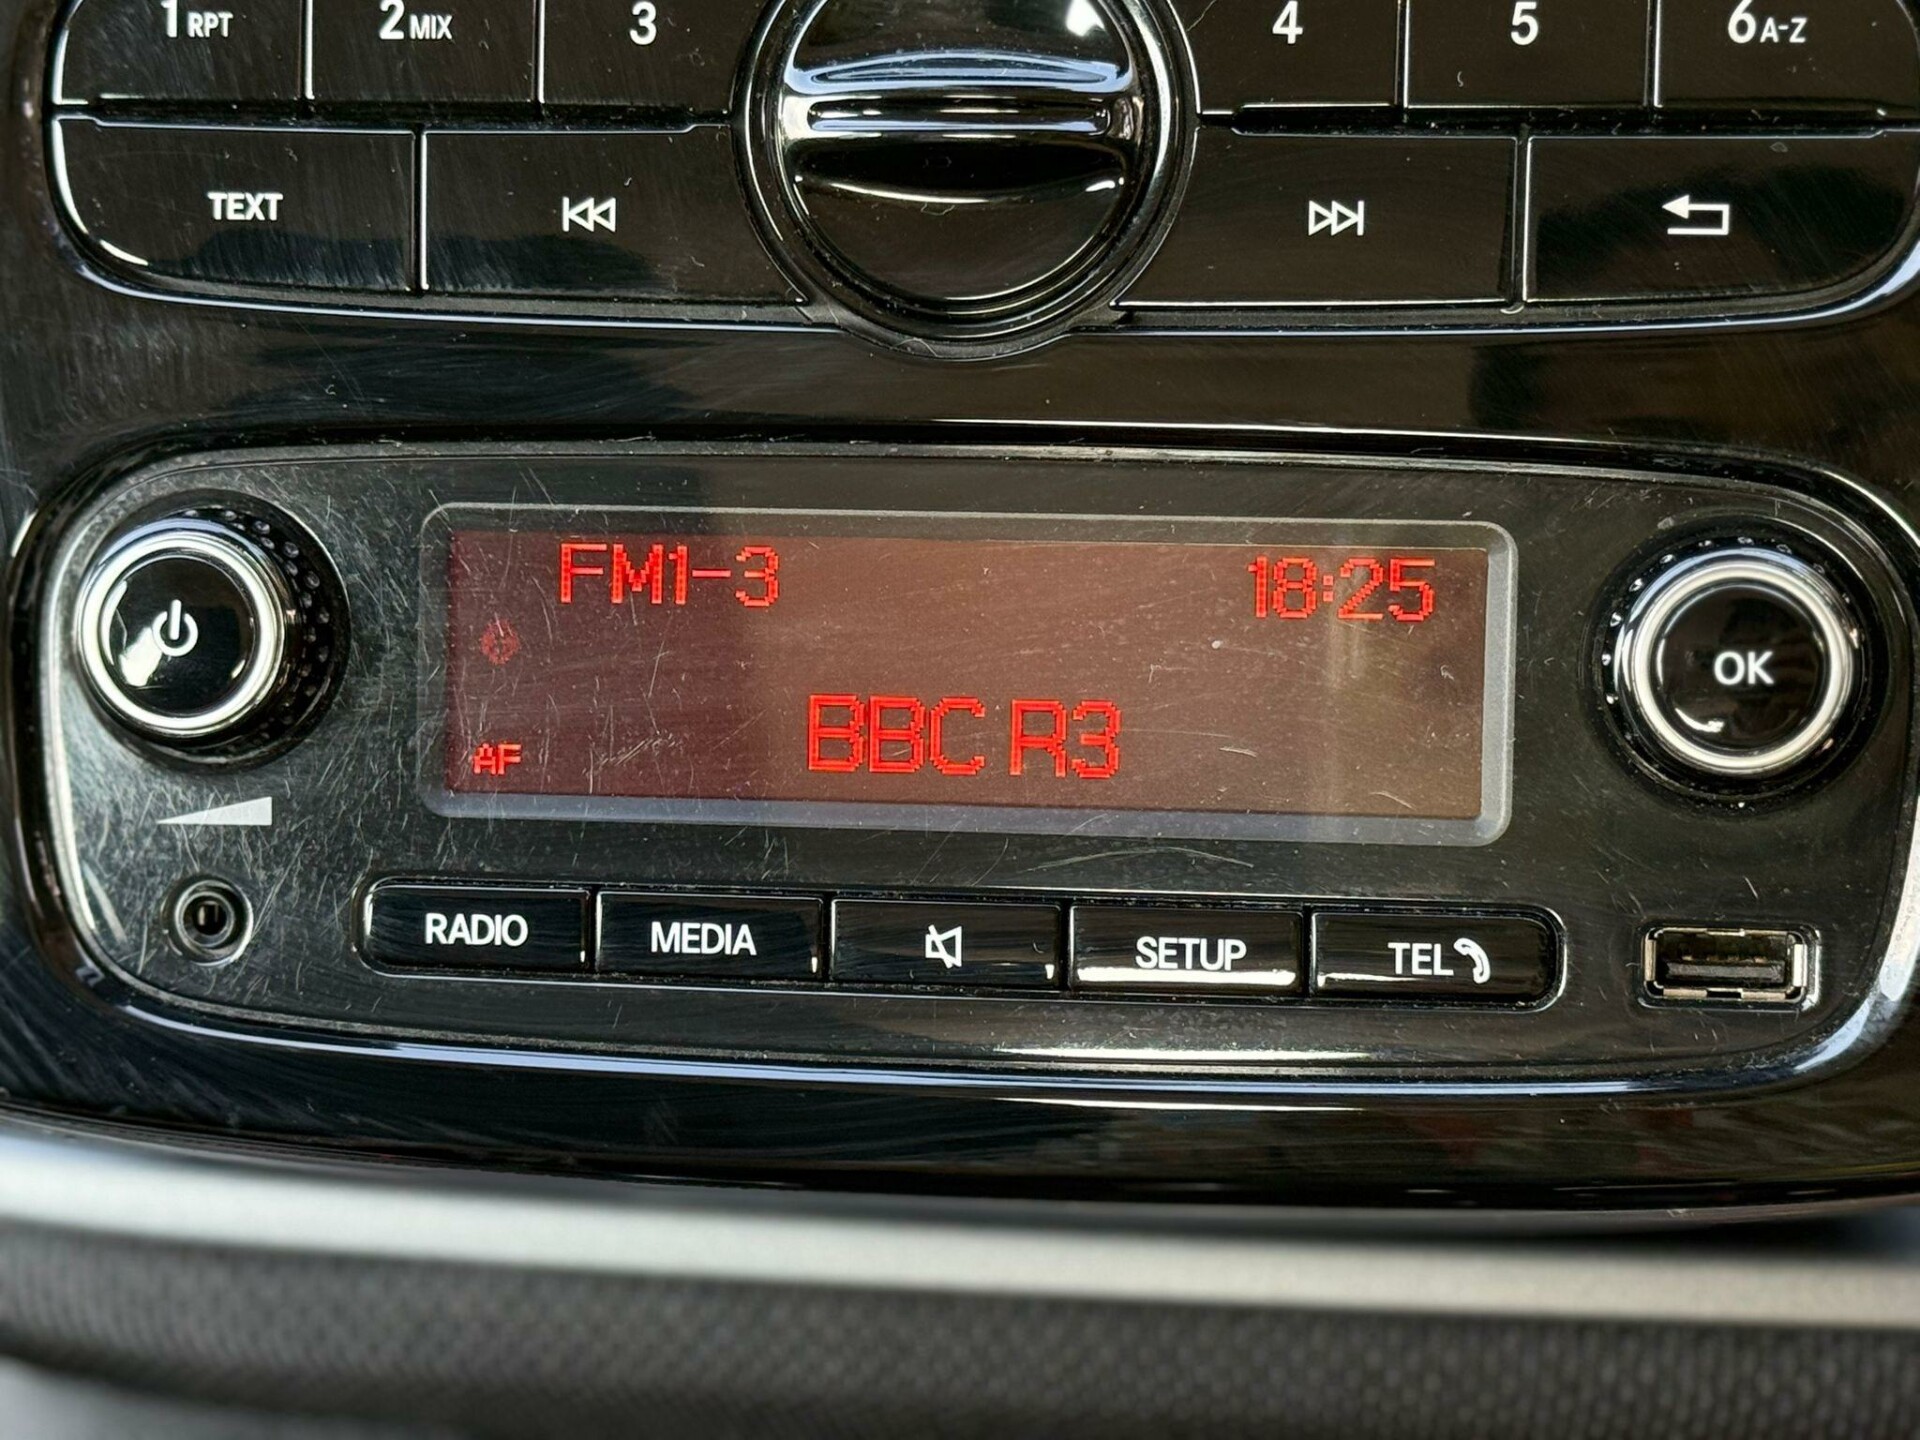 1 RPT 2 MIX 3 4 5 6 A-Z
TEXT
FM1-3 18:25
BBC R3
AF
OK
RADIO MEDIA SETUP TEL